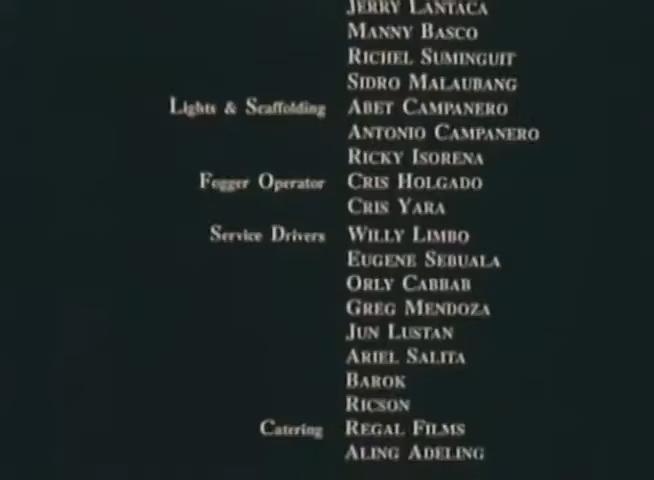 JERRY LANTACA
MANNY BASCO
RICHEL SUMINGUIT
SIDRO MALAUBANG
Lights & Scaffolding ABET CAMPANERO
ANTONIO CAMPANERO
RICKY ISORENA
Fogger Operator CRIS HOLGADO
CRIS YARA
Service Drivers WILLY LIMBO
EUGENE SEBUALA
ORLY CABBAB
GREG MENDOZA
JUN LUSTAN
ARIEL SALITA
BAROK
RICSON
Catering REGAL FILMS
ALING ADELING